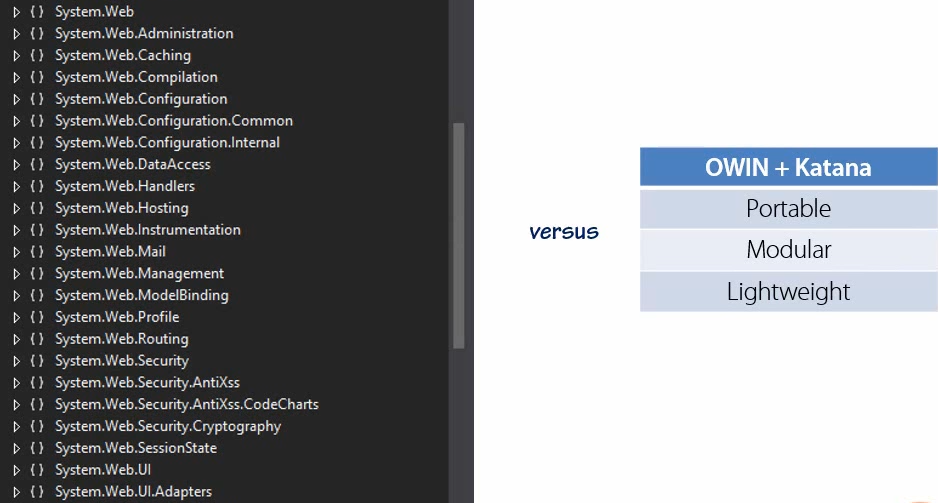 System.Web
System.Web.Administration
System.Web.Caching
System.Web.Compilation
System.Web.Configuration
System.Web.Configuration.Common
System.Web.Configuration.Internal
System.Web.DataAccess
System.Web.Handlers
System.Web.Hosting
System.Web.Instrumentation
System.Web.Mail
System.Web.Management
System.Web.ModelBinding
System.Web.Profile
System.Web.Routing
System.Web.Security
System.Web.Security.AntiXss
System.Web.Security.AntiXss.CodeCharts
System.Web.Security.Cryptography
System.Web.SessionState
System.Web.UI
System.Web.UI.Adapters
versus
OWIN + Katana
Portable
Modular
Lightweight